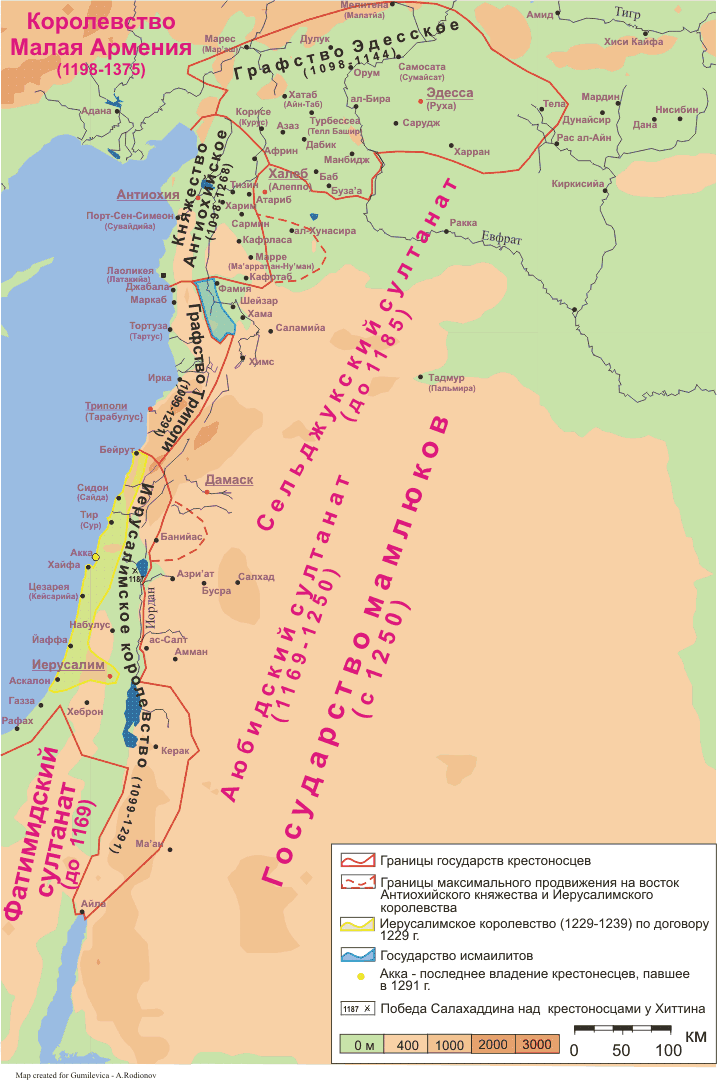 Королевство
Малая Армения
(1198-1375)
Мелитена
(Малатйа)
Амид
Тигр
Хиси Кайфа
Марес
(Мар'аш)
Дулук
Графство Эдесское
(1098-1144)
Орум
Самосата
(Сумайсат)
Адана
Хатаб
(Айн-Таб)
ал-Бира
Эдесса
(Руха)
Тела
Мардин
Нисибин
Дунайсир
Дана
Корисе
(Курус)
Азаз
Турбессеа
(Телл Башир)
Сарудж
Рас ал-Айн
Дабик
Африн
Манбидж
Харран
Киркисийа
Княжество
Антиохийское
(1098-1268)
Халеб
(Алеппо)
Баб
Буза'а
Тизин
Атариб
Антиохия
Харим
Порт-Сен-Симеон
(Сувайдийа)
Сармин
ал-Хунасира
Ракка
Евфрат
Кафрласа
Марре
(Ма'аррат ан-Ну'ман)
Кафртаб
Лаоликея
(Латакийа)
Джабала
Фамия
Маркаб
Шейзар
Хама
Тортуза
(Тартус)
Саламийа
Графство Триполи
(1099-1291)
Химс
Ирка
Тадмур
(Пальмира)
Триполи
(Тарабулус)
Бейрут
Сельджукский султанат
(до 1185)
Дамаск
Сидон
(Сайда)
Тир
(Сур)
Банийас
Акка
Хайфа
1187
Азри'ат
Салхад
Бусра
Цезарея
(Кейсарийа)
Иордан
Набулус
Йаффа
ас-Салт
Амман
Иерусалим
Аскалон
Газза
Хеброн
Рафах
Керак
Иерусалимское королевство
(1099-1291)
Аюбидский султанат
(1169-1250)
Государство мамлюков
(с 1250)
Фатимидский
султанат
(до 1169)
Ма'ан
Айла
Границы государств крестоносцев
Границы максимального продвижения на восток
Антиохийского княжества и Иерусалимского
королевства
Иерусалимское королевство (1229-1239) по договору
1229 г.
Государство исмаилитов
Акка - последнее владение крестонесцев, павшее
в 1291 г.
1187
Победа Салахаддина над крестоносцами у Хиттина
0 м 400 1000 2000 3000
0 50 100 КМ
Map created for Gumilevica - A.Rodionov